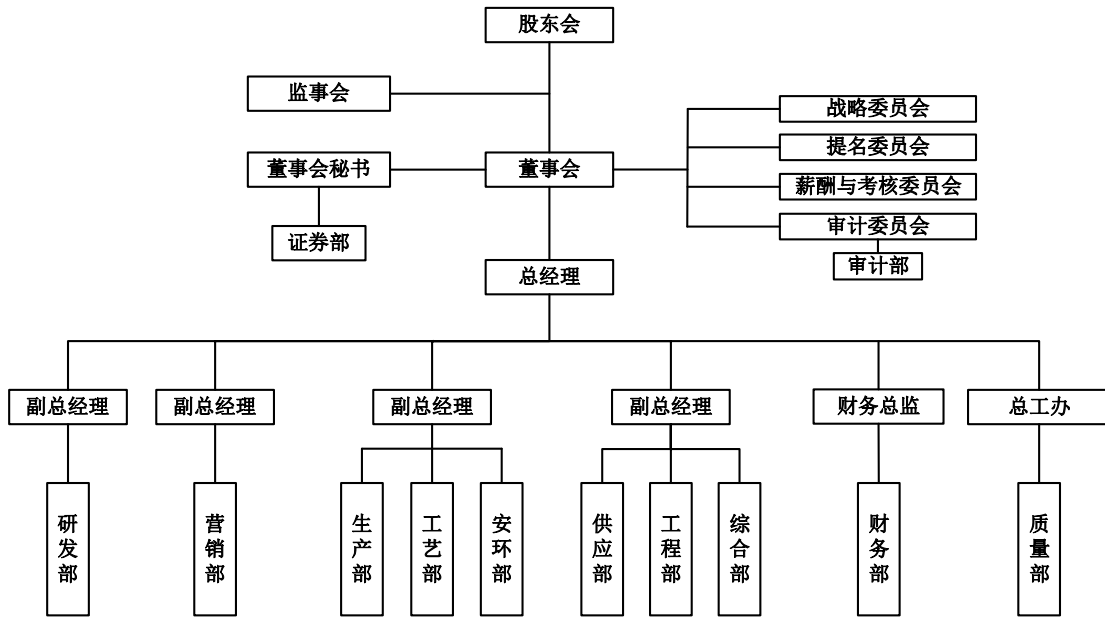 股东会
监事会
战略委员会
提名委员会
董事会秘书
董事会
薪酬与考核委员会
审计委员会
证券部
审计部
总经理
副总经理
副总经理
副总经理
副总经理
财务总监
总工办
研发部
营销部
生产部
工艺部
安环部
供应部
工程部
综合部
财务部
质量部